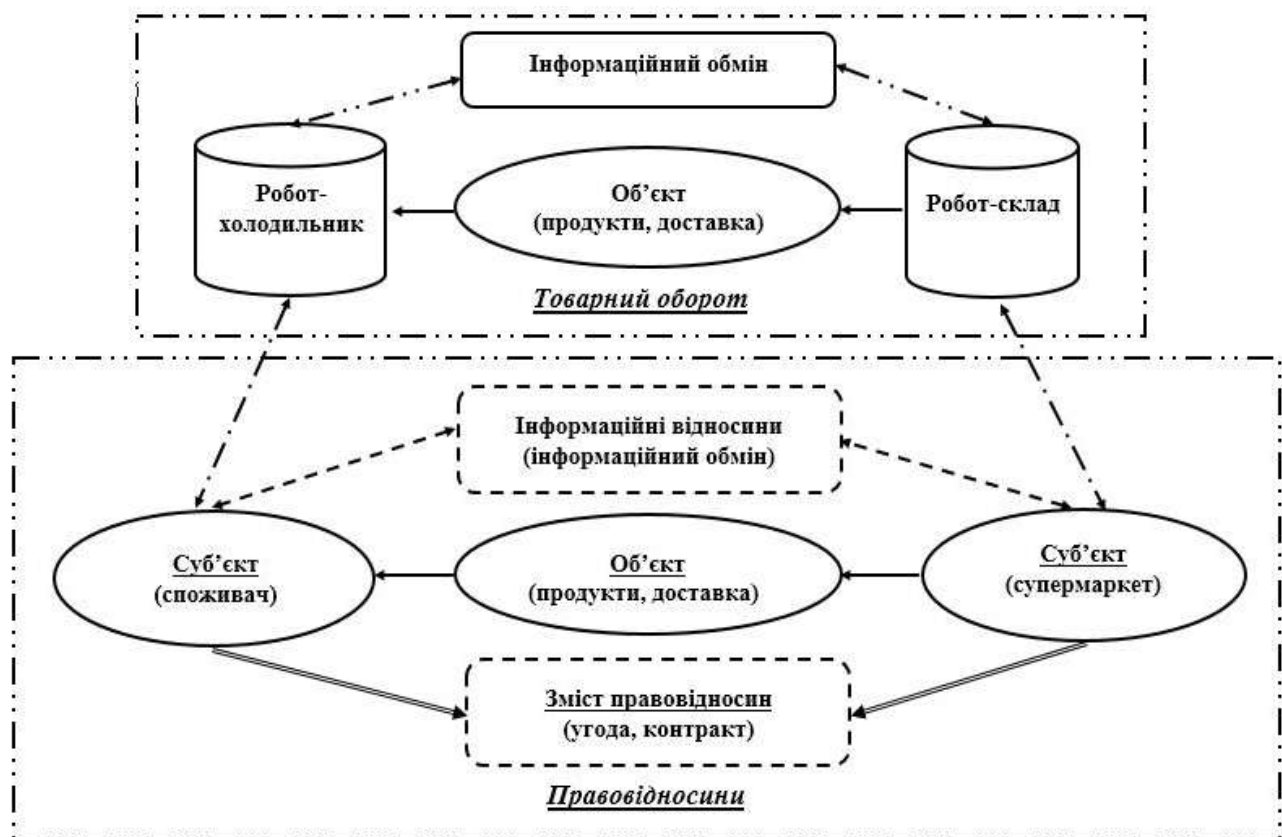 Інформаційний обмін
Робот-
холодильник
Об’єкт
(продукти, доставка)
Робот-склад
Товарний оборот
Інформаційні відносини
(інформаційний обмін)
Суб’єкт
(споживач)
Об’єкт
(продукти, доставка)
Суб’єкт
(супермаркет)
Зміст правовідносин
(угода, контракт)
Правовідносини